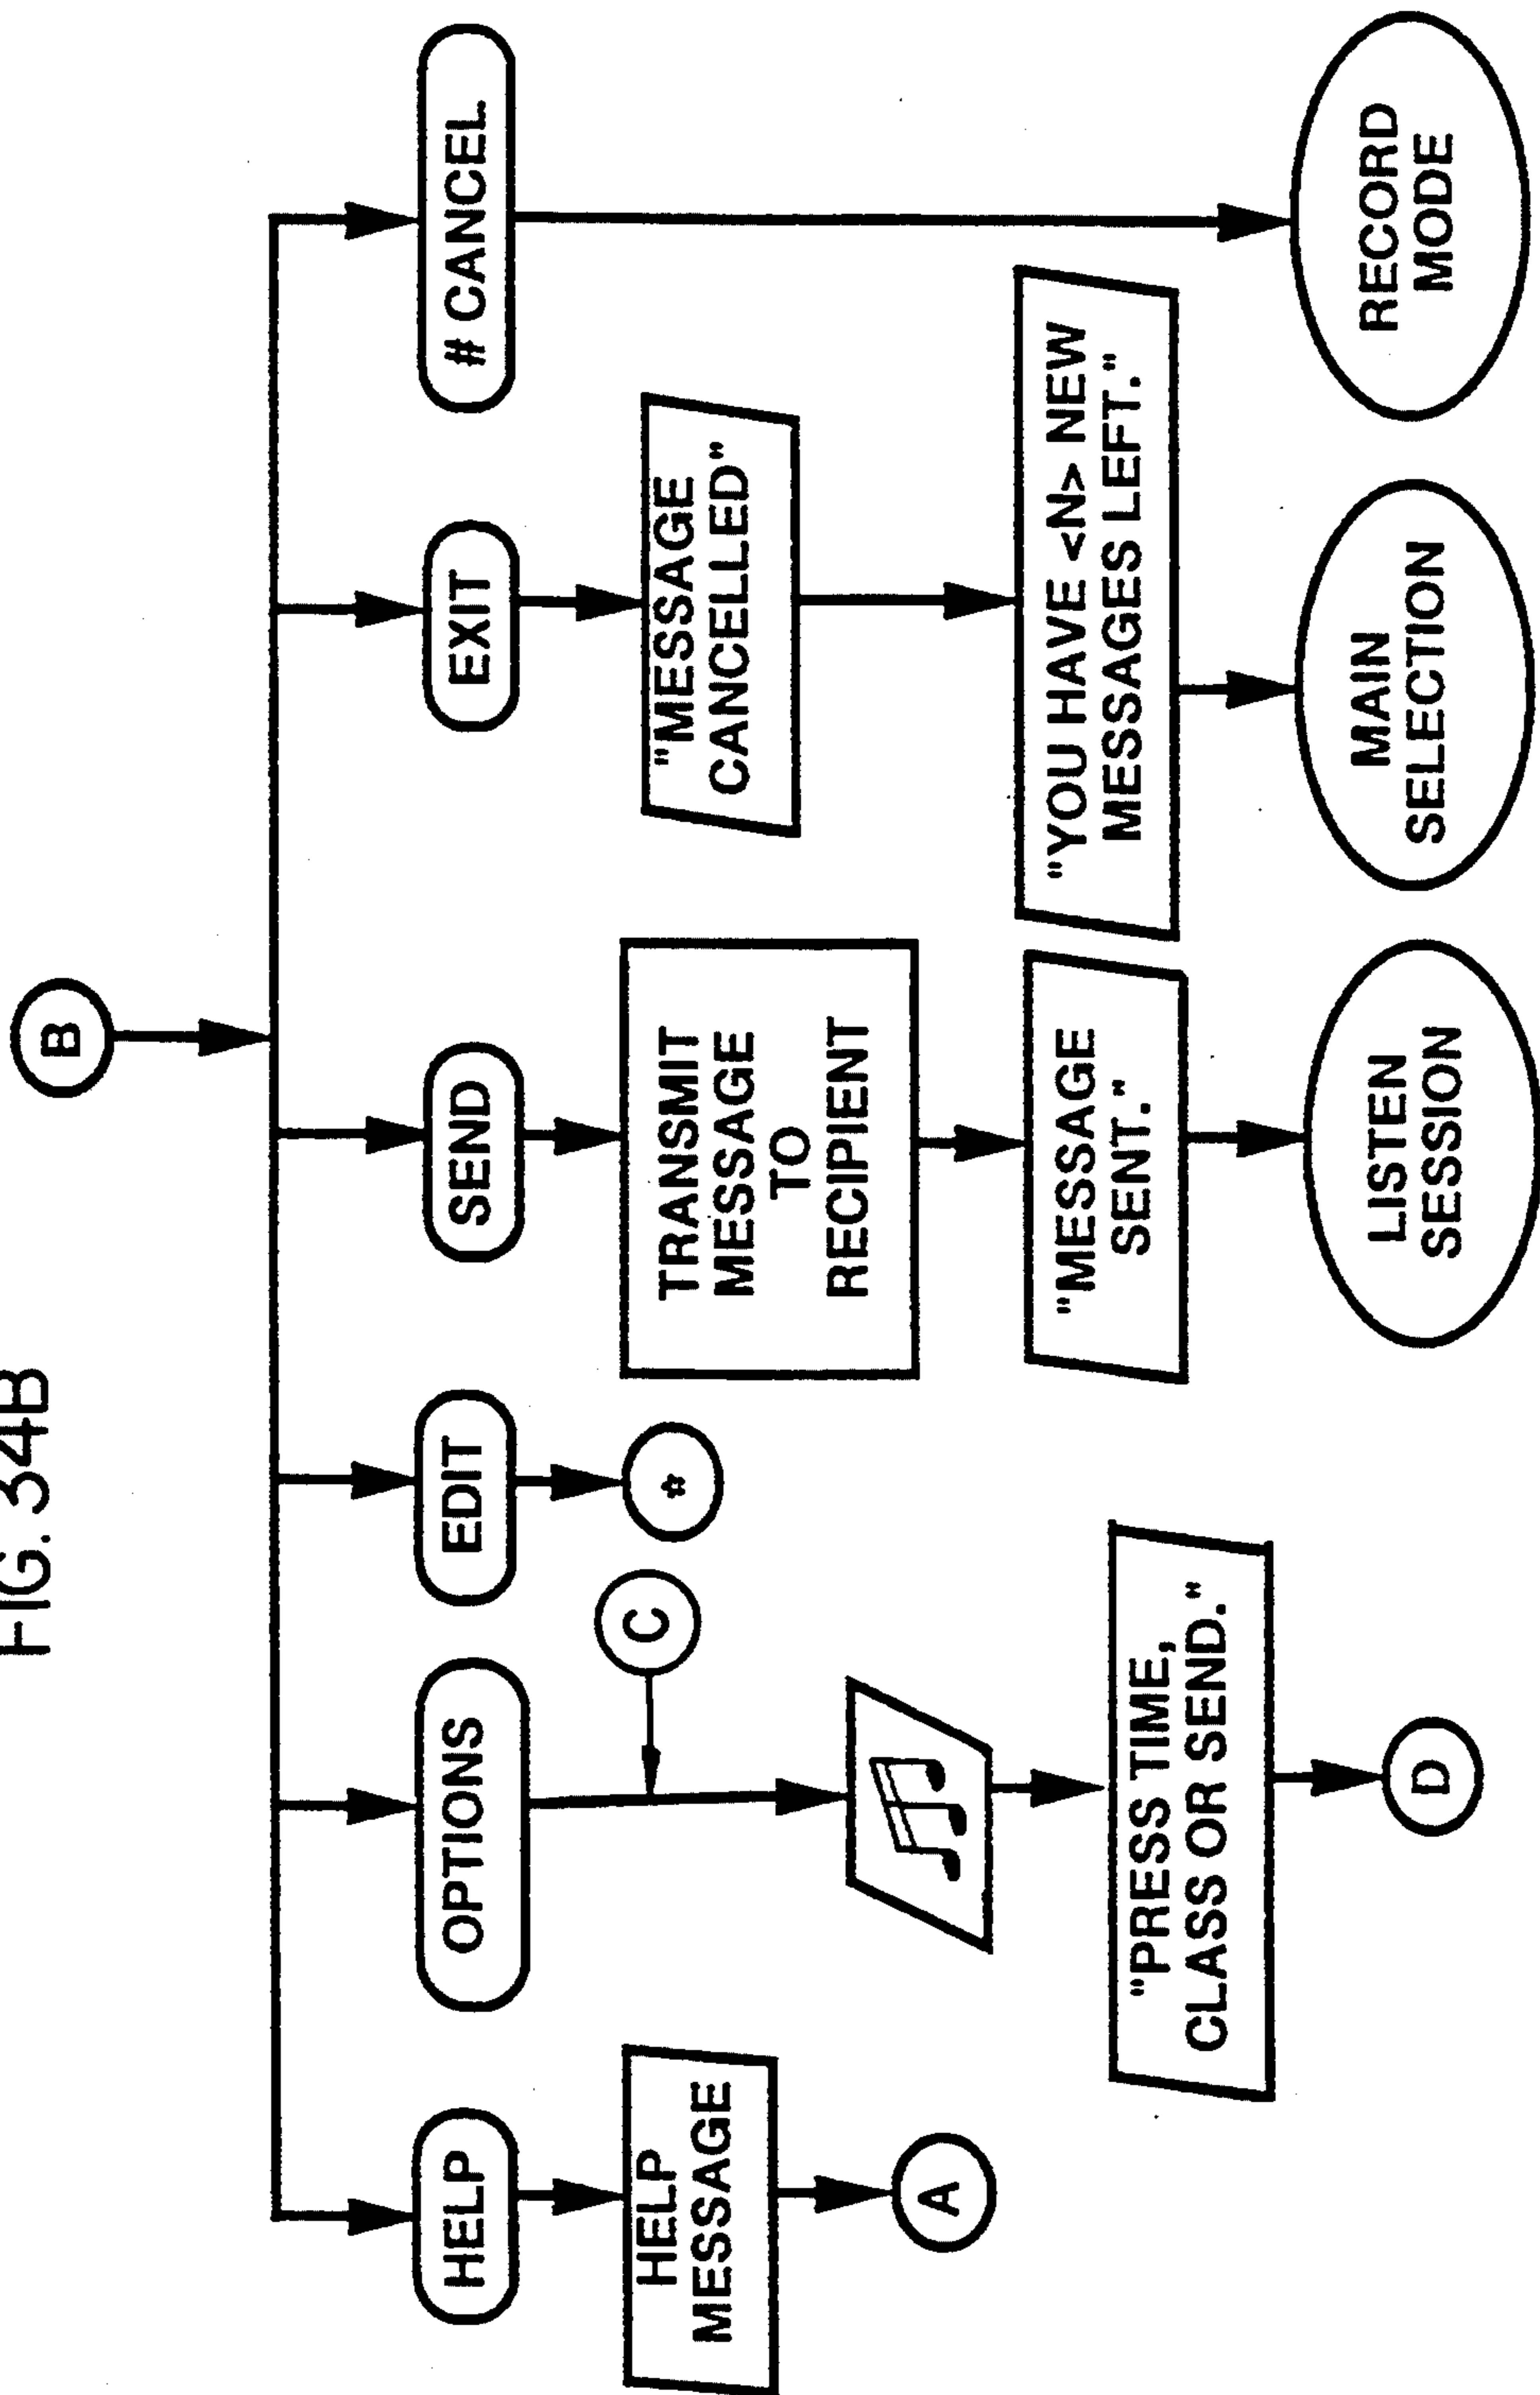 FIG. 34B
B
HELP
OPTIONS
EDIT
SEND
EXIT
# CANCEL
HELP
MESSAGE
A
C
"PRESS TIME,
CLASS OR SEND."
D
*
TRANSMIT
MESSAGE
TO
RECIPIENT
"MESSAGE
SENT."
LISTEN
SESSION
"MESSAGE
CANCELLED"
"YOU HAVE <N> NEW
MESSAGES LEFT."
MAIN
SELECTION
RECORD
MODE